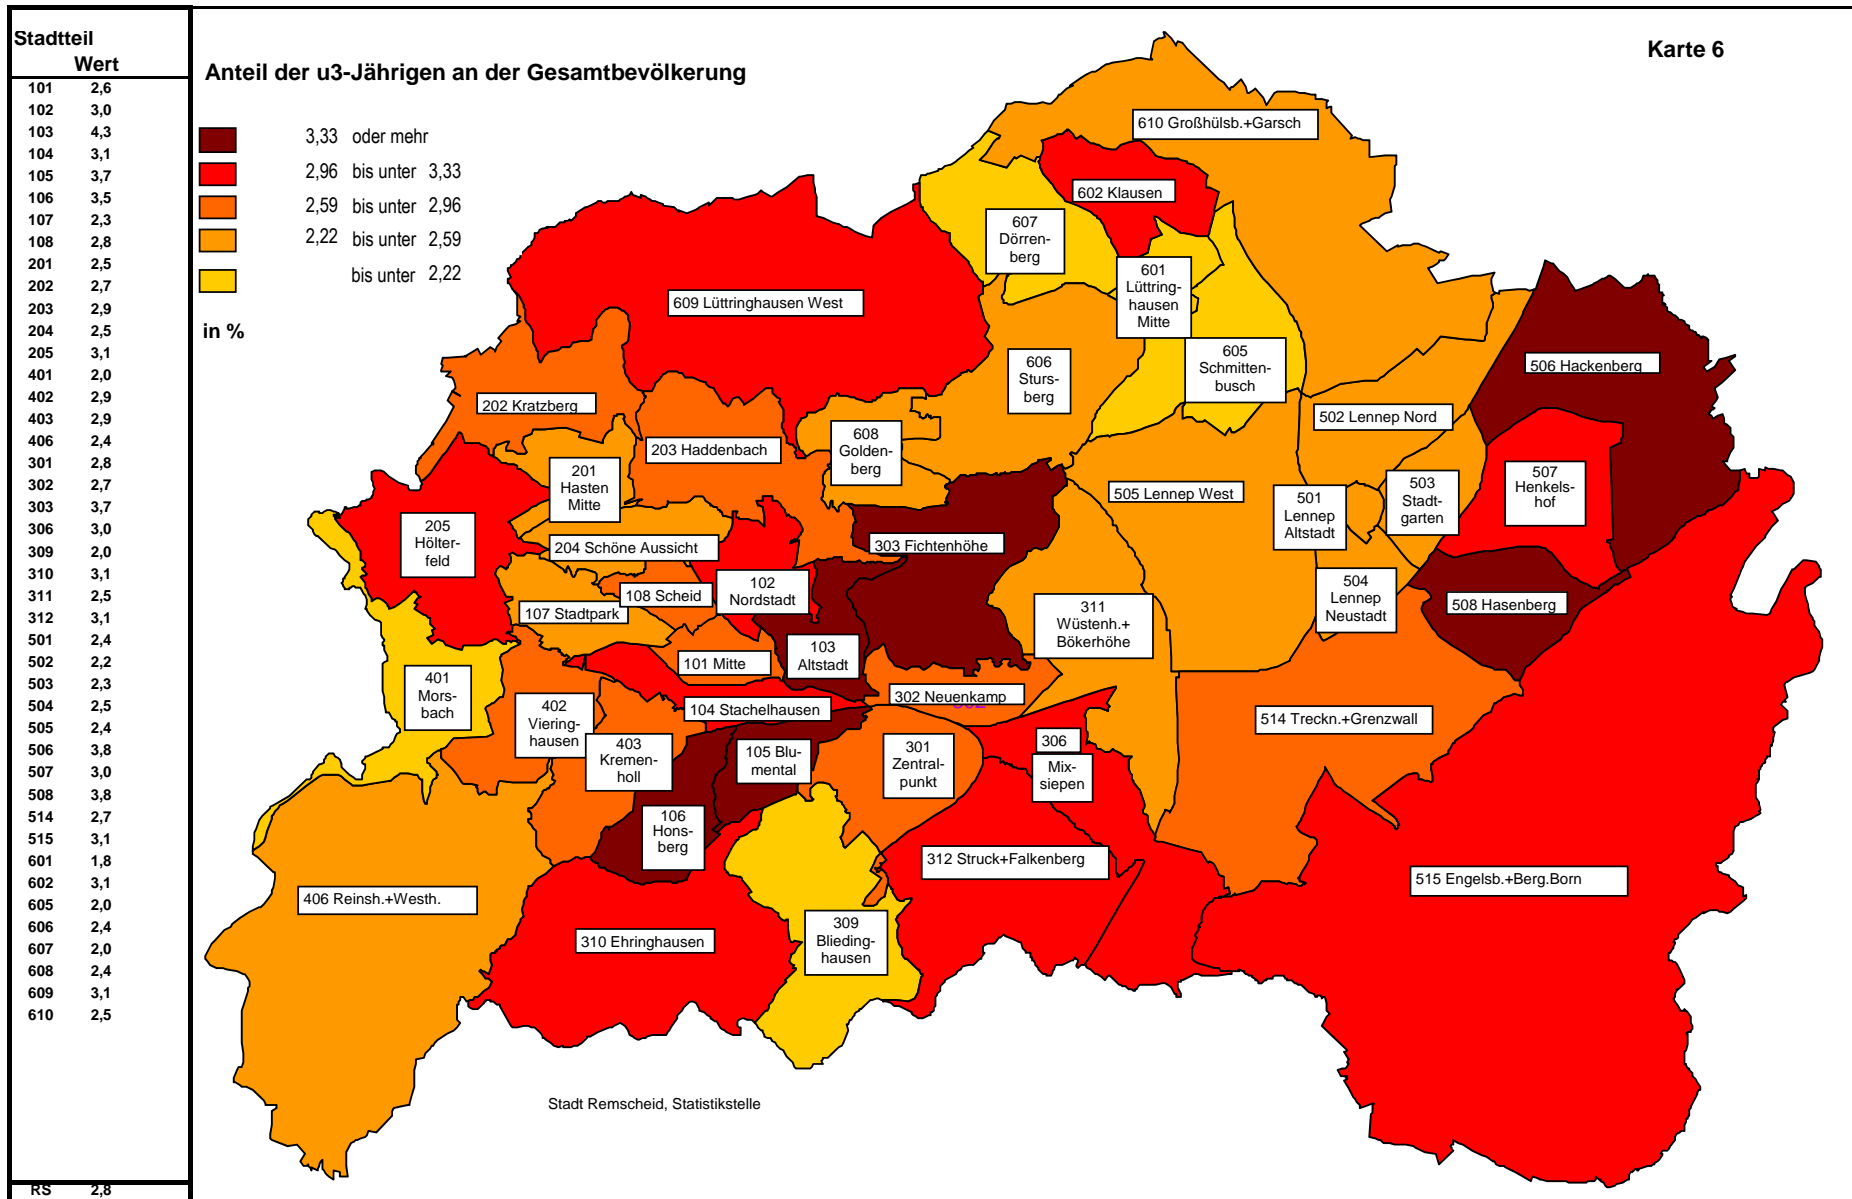 Stadtteil
Wert
101 2,6
102 3,0
103 4,3
104 3,1
105 3,7
106 3,5
107 2,3
108 2,8
201 2,5
202 2,7
203 2,9
204 2,5
205 3,1
401 2,0
402 2,9
403 2,9
406 2,4
301 2,8
302 2,7
303 3,7
306 3,0
309 2,0
310 3,1
311 2,5
312 3,1
501 2,4
502 2,2
503 2,3
504 2,5
505 2,4
506 3,8
507 3,0
508 3,8
514 2,7
515 3,1
601 1,8
602 3,1
605 2,0
606 2,4
607 2,0
608 2,4
609 3,1
610 2,5
RS 2,8
Anteil der u3-Jährigen an der Gesamtbevölkerung
Karte 6
3,33 oder mehr
2,96 bis unter 3,33
2,59 bis unter 2,96
2,22 bis unter 2,59
bis unter 2,22
in %
610 Großhülsb.+Garsch
602 Klausen
607
Dörren-
berg
601
Lüttring-
hausen
Mitte
609 Lüttringhausen West
605
Schmitten-
busch
606
Sturs-
berg
506 Hackenberg
202 Kratzberg
502 Lennep Nord
608
Golden-
berg
203 Haddenbach
201
Hasten
Mitte
507
Henkels-
hof
503
Stadt-
garten
505 Lennep West
501
Lennep
Altstadt
205
Hölter-
feld
303 Fichtenhöhe
204 Schöne Aussicht
102
Nordstadt
108 Scheid
107 Stadtpark
504
Lennep
Neustadt
508 Hasenberg
311
Wüstenh.+
Bökerhöhe
103
Altstadt
101 Mitte
401
Mors-
bach
302 Neuenkamp
302
402
Viering-
hausen
104 Stachelhausen
514 Treckn.+Grenzwall
403
Kremen-
holl
105 Blu-
mental
301
Zentral-
punkt
306
Mix-
siepen
106
Hons-
berg
312 Struck+Falkenberg
515 Engelsb.+Berg.Born
406 Reinsh.+Westh.
310 Ehringhausen
309
Blieding-
hausen
Stadt Remscheid, Statistikstelle